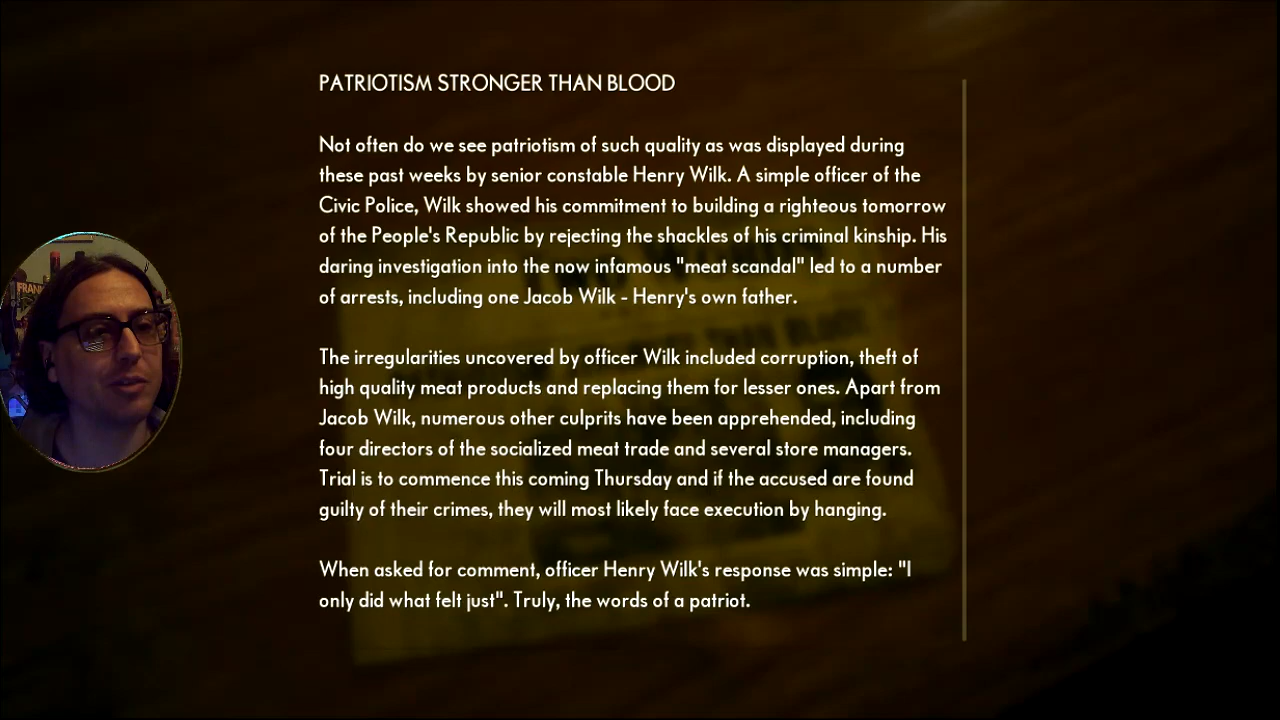 PATRIOTISM STRONGER THAN BLOOD
Not often do we see patriotism of such quality as was displayed during
these past weeks by senior constable Henry Wilk. A simple officer of the
Civic Police, Wilk showed his commitment to building a righteous tomorrow
of the People's Republic by rejecting the shackles of his criminal kinship. His
daring investigation into the now infamous "meat scandal" led to a number
of arrests, including one Jacob Wilk - Henry's own father.
The irregularities uncovered by officer Wilk included corruption, theft of
high quality meat products and replacing them for lesser ones. Apart from
Jacob Wilk, numerous other culprits have been apprehended, including
four directors of the socialized meat trade and several store managers.
Trial is to commence this coming Thursday and if the accused are found
guilty of their crimes, they will most likely face execution by hanging.
When asked for comment, officer Henry Wilk's response was simple: "I
only did what felt just". Truly, the words of a patriot.